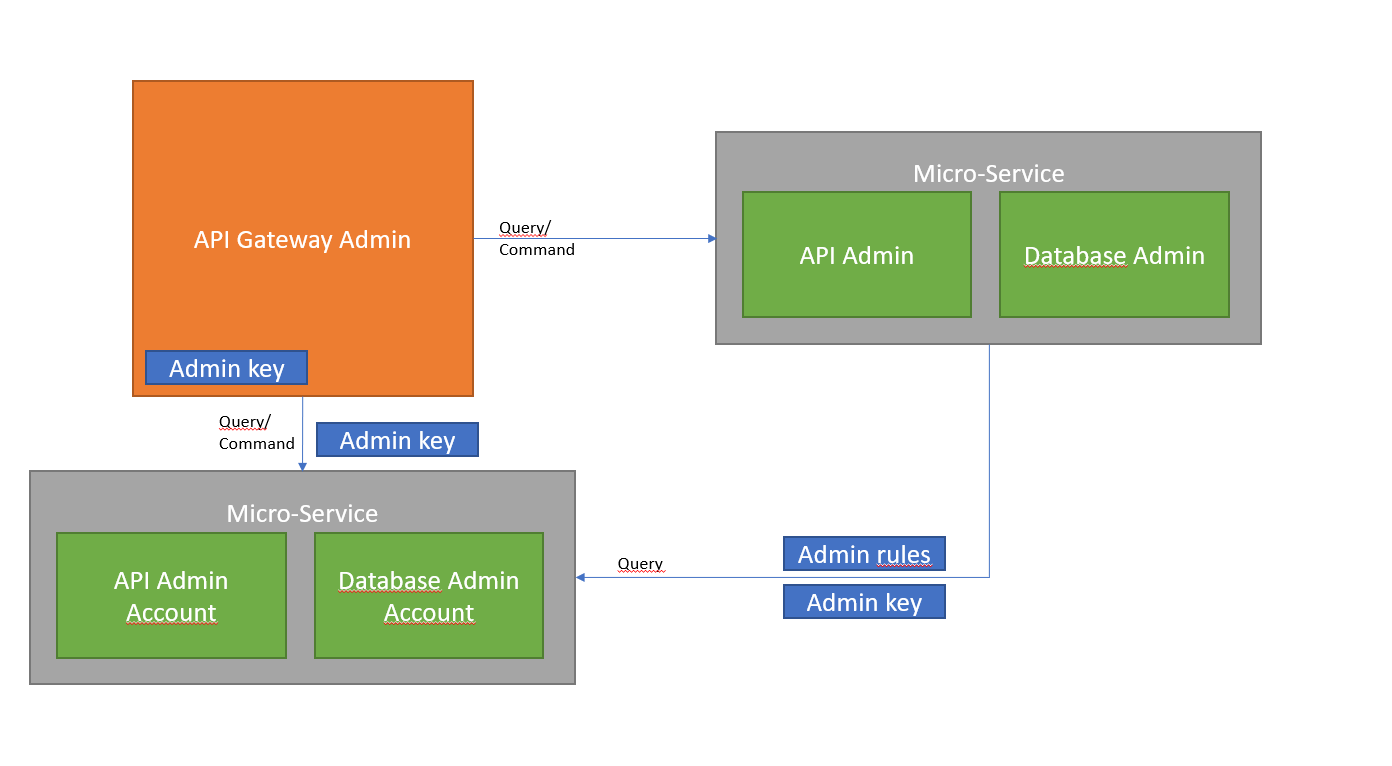 Micro-Service
API Gateway Admin
Query/
Command
API Admin
Database Admin
Admin key
Query/
Command
Admin key
Micro-Service
API Admin
Account
Database Admin
Account
Query
Admin rules
Admin key